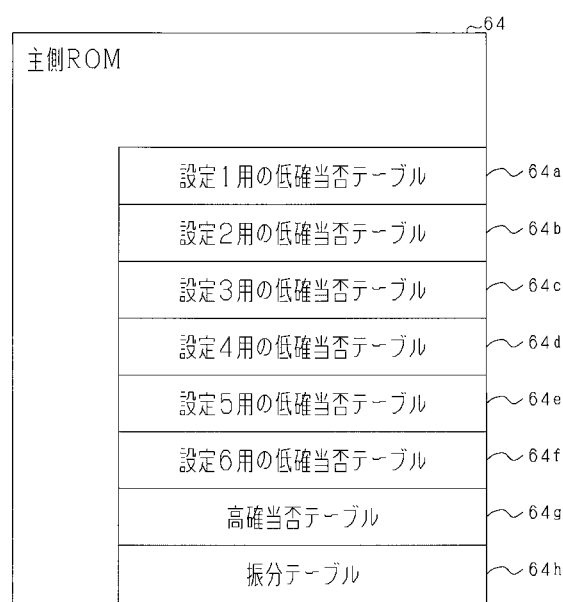 64
主側ROM
設定1用の低確当否テーブル 64a
設定2用の低確当否テーブル 64b
設定3用の低確当否テーブル 64c
設定4用の低確当否テーブル 64d
設定5用の低確当否テーブル 64e
設定6用の低確当否テーブル 64f
高確当否テーブル 64g
振分テーブル 64h